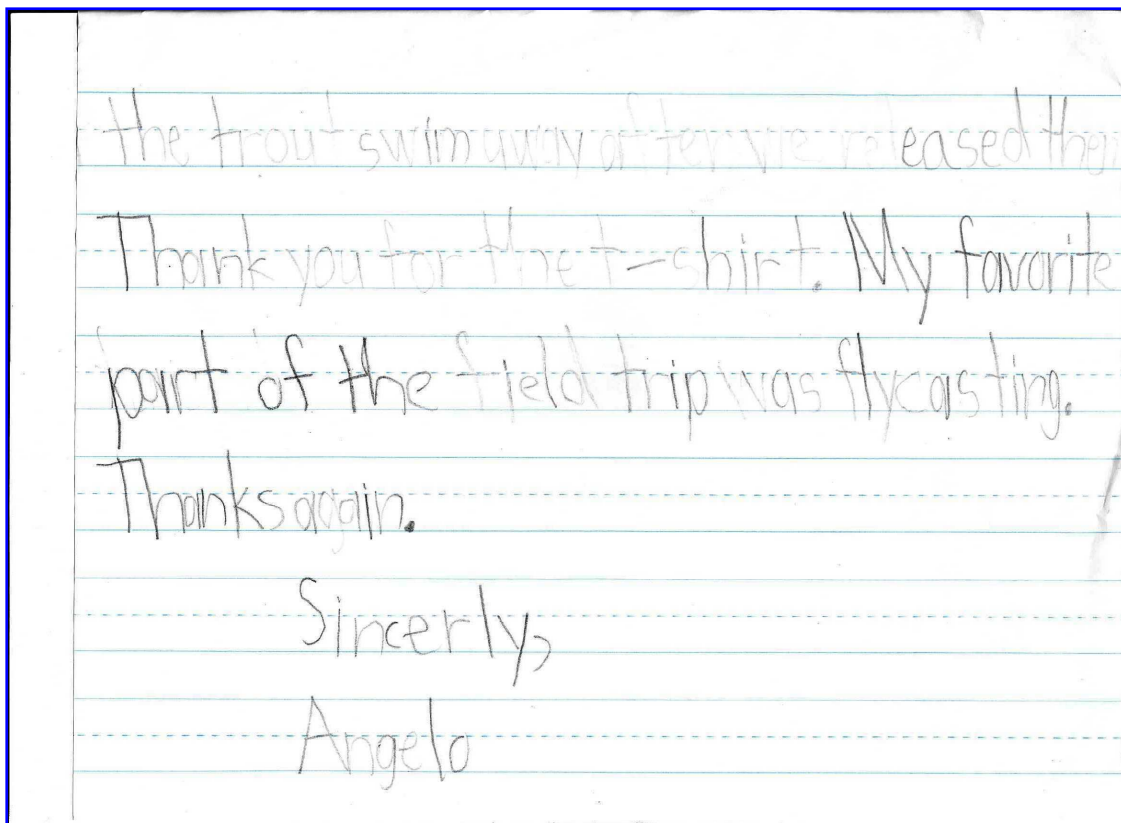 the trout swim away after we released them
Thank you for the t-shirt. My favorite
part of the field trip was flycasting.
Thanks again.
Sincerly,
Angelo